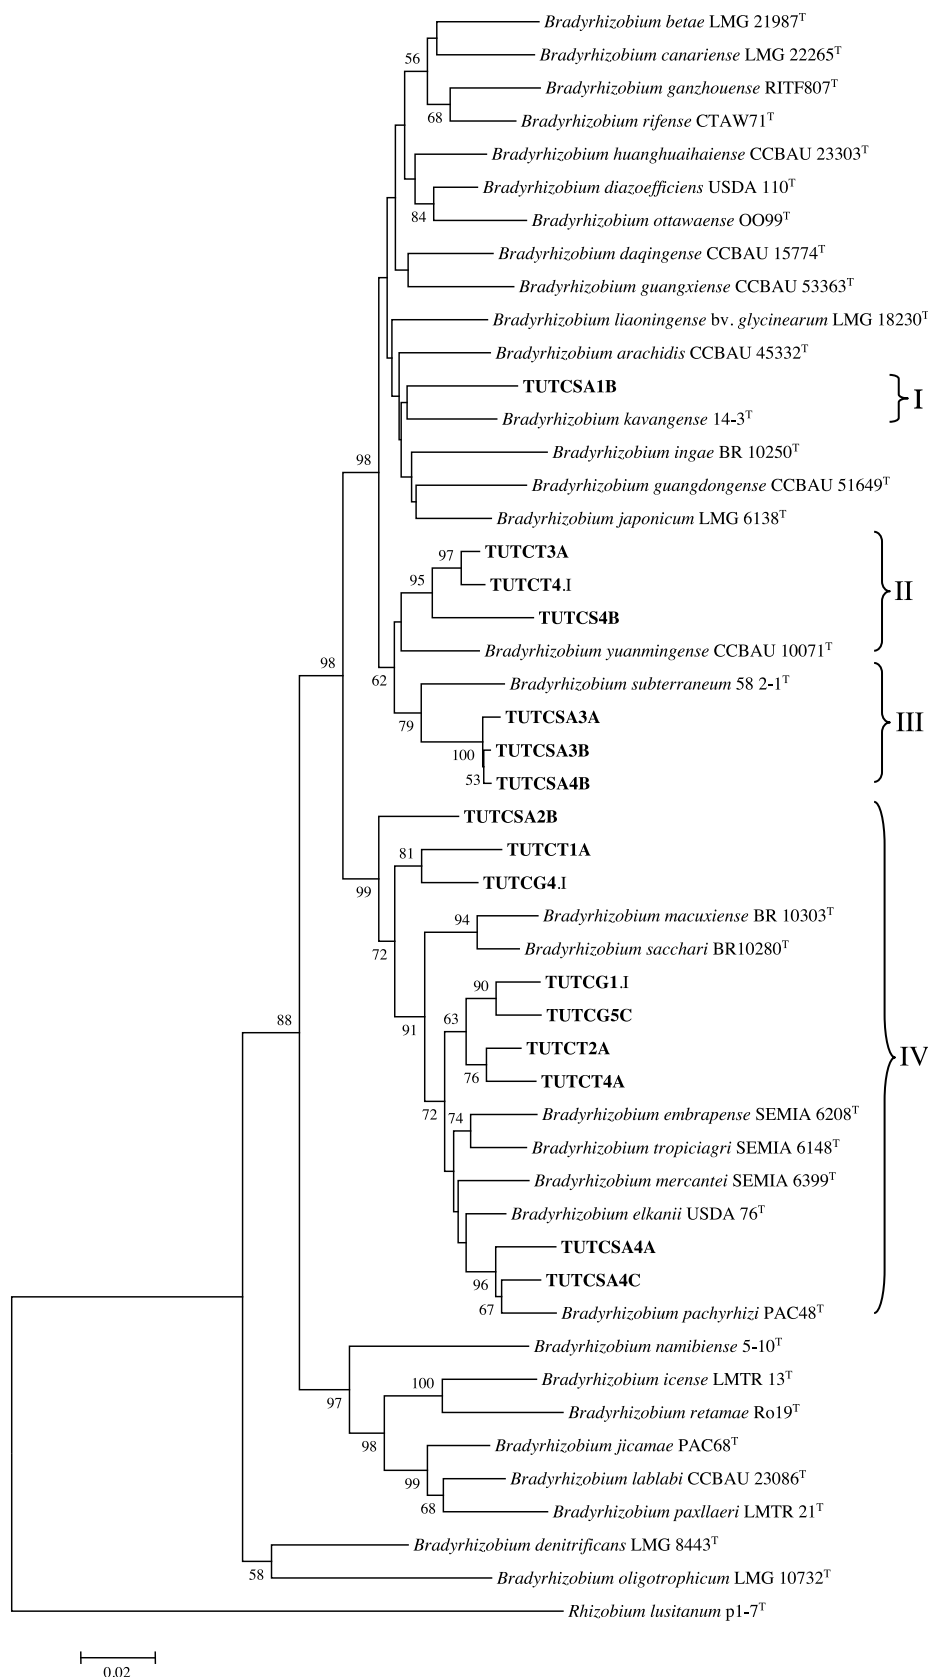 Bradyrhizobium betae LMG 21987T
Bradyrhizobium canariense LMG 22265T
56
Bradyrhizobium ganzhouense RITF807T
68
Bradyrhizobium rifense CTAW71T
Bradyrhizobium huanghuaihaiense CCBAU 23303T
Bradyrhizobium diazoefficiens USDA 110T
84
Bradyrhizobium ottawaense OO99T
Bradyrhizobium daqingense CCBAU 15774T
Bradyrhizobium guangxiense CCBAU 53363T
Bradyrhizobium liaoningense bv. glycinearum LMG 18230T
Bradyrhizobium arachidis CCBAU 45332T
TUTCSA1B
I
Bradyrhizobium kavangense 14-3T
Bradyrhizobium ingae BR 10250T
98
Bradyrhizobium guangdongense CCBAU 51649T
Bradyrhizobium japonicum LMG 6138T
97
TUTCT3A
95
TUTCT4.I
II
TUTCS4B
Bradyrhizobium yuanmingense CCBAU 10071T
98
62
Bradyrhizobium subterraneum 58 2-1T
79
TUTCSA3A
III
100
TUTCSA3B
53
TUTCSA4B
TUTCSA2B
81
TUTCT1A
99
TUTCG4.I
94
Bradyrhizobium macuxiense BR 10303T
72
Bradyrhizobium sacchari BR10280T
90
TUTCG1.I
88
91
63
TUTCG5C
TUTCT2A
IV
76
TUTCT4A
72
74
Bradyrhizobium embrapense SEMIA 6208T
Bradyrhizobium tropiciagri SEMIA 6148T
Bradyrhizobium mercantei SEMIA 6399T
Bradyrhizobium elkanii USDA 76T
TUTCSA4A
96
TUTCSA4C
67
Bradyrhizobium pachyrhizi PAC48T
Bradyrhizobium namibiense 5-10T
100
Bradyrhizobium icense LMTR 13T
97
Bradyrhizobium retamae Ro19T
98
Bradyrhizobium jicamae PAC68T
99
Bradyrhizobium lablabi CCBAU 23086T
68
Bradyrhizobium paxllaeri LMTR 21T
Bradyrhizobium denitrificans LMG 8443T
58
Bradyrhizobium oligotrophicum LMG 10732T
Rhizobium lusitanum p1-7T
0.02